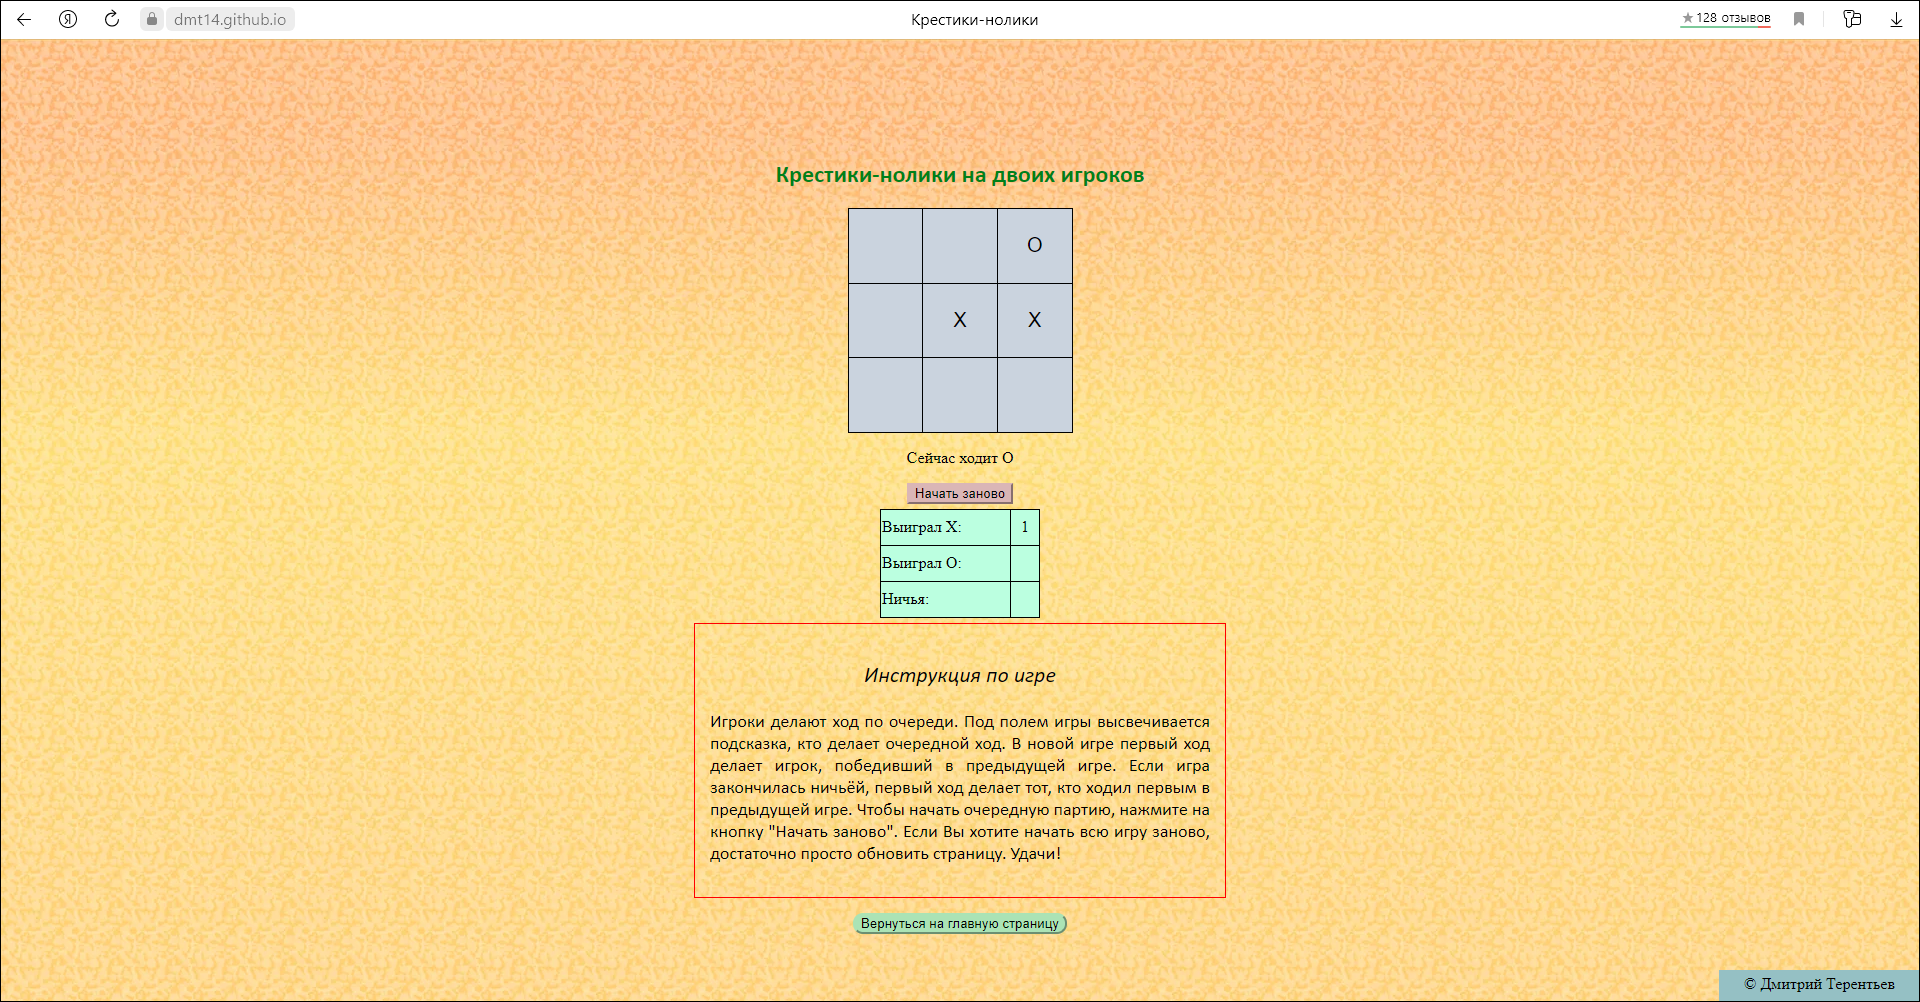 Я dmt14.github.io Крестики-нолики ★ 128 отзывов
Крестики-нолики на двоих игроков
O
X X
Сейчас ходит O
Начать заново
Выиграл X: 1
Выиграл O:
Ничья:
Инструкция по игре
Игроки делают ход по очереди. Под полем игры высвечивается
подсказка, кто делает очередной ход. В новой игре первый ход
делает игрок, победивший в предыдущей игре. Если игра
закончилась ничьёй, первый ход делает тот, кто ходил первым в
предыдущей игре. Чтобы начать очередную партию, нажмите на
кнопку "Начать заново". Если Вы хотите начать всю игру заново,
достаточно просто обновить страницу. Удачи!
Вернуться на главную страницу
© Дмитрий Терентьев